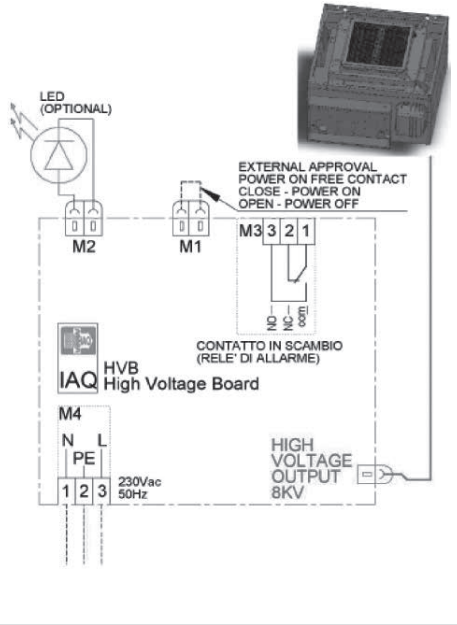 LED
(OPTIONAL)
EXTERNAL APPROVAL
POWER ON FREE CONTACT
CLOSE - POWER ON
OPEN - POWER OFF
M2
M1
M3 3 2 1
NO
NC
com
CONTATTO IN SCAMBIO
(RELE' DI ALLARME)
IAQ
HVB
High Voltage Board
M4
N L
PE
1 2 3
230Vac
50Hz
HIGH
VOLTAGE
OUTPUT
8KV